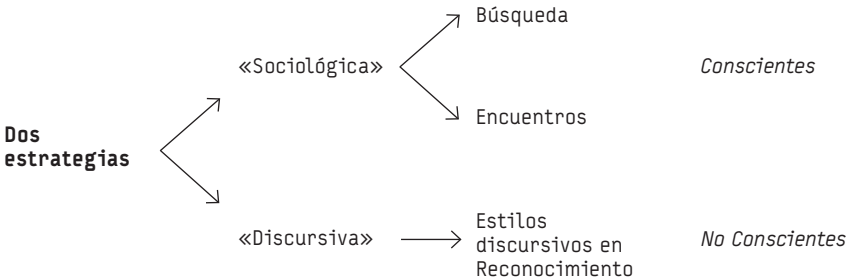 Búsqueda
«Sociológica»
Conscientes
Encuentros
Dos
estrategias
Estilos
«Discursiva»
discursivos en
No Conscientes
Reconocimiento